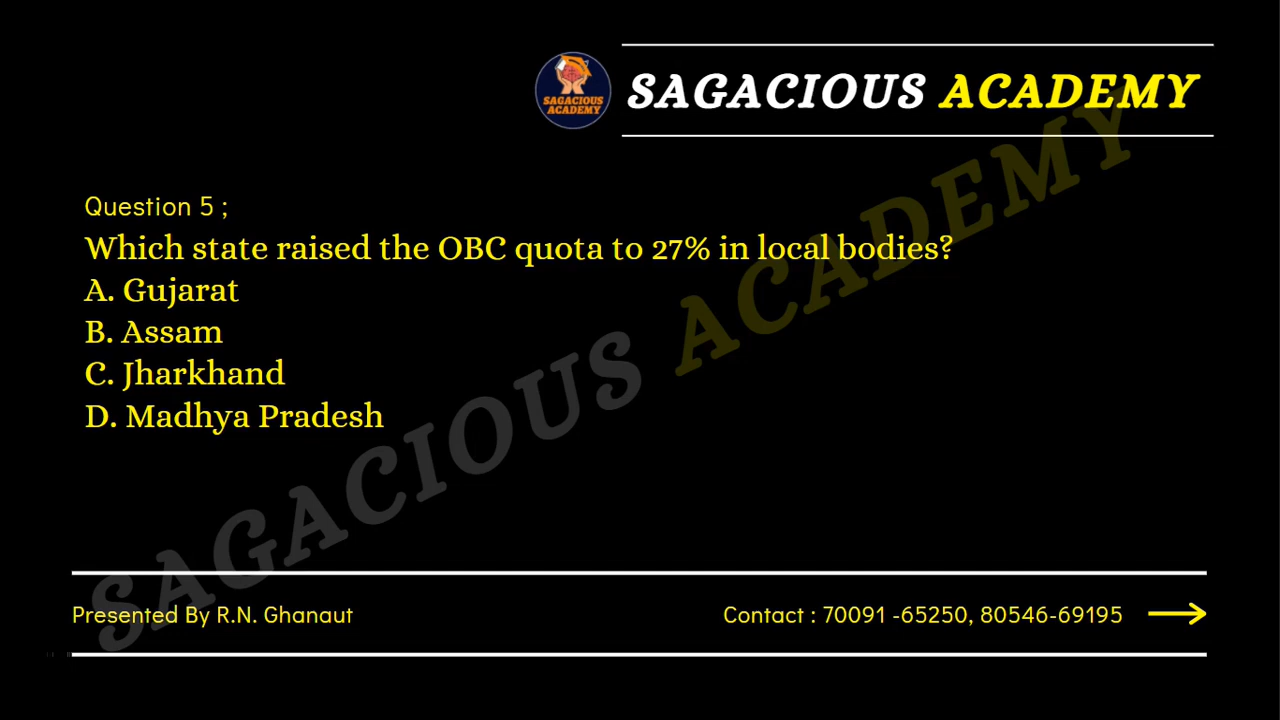 SAGACIOUS ACADEMY
SAGACIOUS
ACADEMY
Question 5 ;
Which state raised the OBC quota to 27% in local bodies?
A. Gujarat
B. Assam
C. Jharkhand
D. Madhya Pradesh
SAGACIOUS ACADEMY
Presented By R.N. Ghanaut
Contact : 70091 -65250, 80546-69195